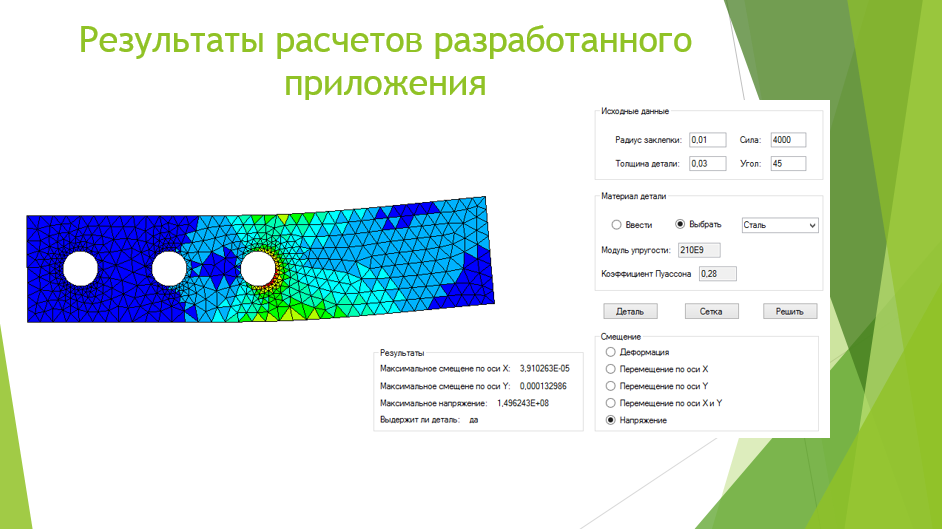 Результаты расчетов разработанного
приложения
Исходные данные
Радиус заклепки: 0,01 Сила: 4000
Толщина детали: 0,03 Угол: 45
Материал детали
Ввести Выбрать Сталь
Модуль упругости: 210E9
Коэффициент Пуассона 0,28
Деталь Сетка Решить
Смещение
Деформация
Перемещение по оси X
Перемещение по оси Y
Перемещение по оси X и Y
Напряжение
Результаты
Максимальное смещене по оси X: 3,910263E-05
Максимальное смещене по оси Y: 0,000132986
Максимальное напряжение: 1,496243E+08
Выдержит ли деталь: да